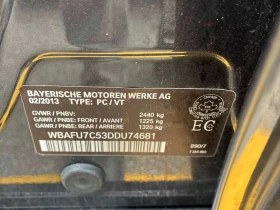 BAYERISCHE MOTOREN WERKE AG
02/2013 TYPE: PC / VT
GVWR / PNBV: 2440 kg
GAWR / PNBE: FRONT / AVANT 1225 kg
GAWR / PNBE: REAR / ARRIERE 1320 kg
WBAFU7C53DDU74681
EC
B90/T